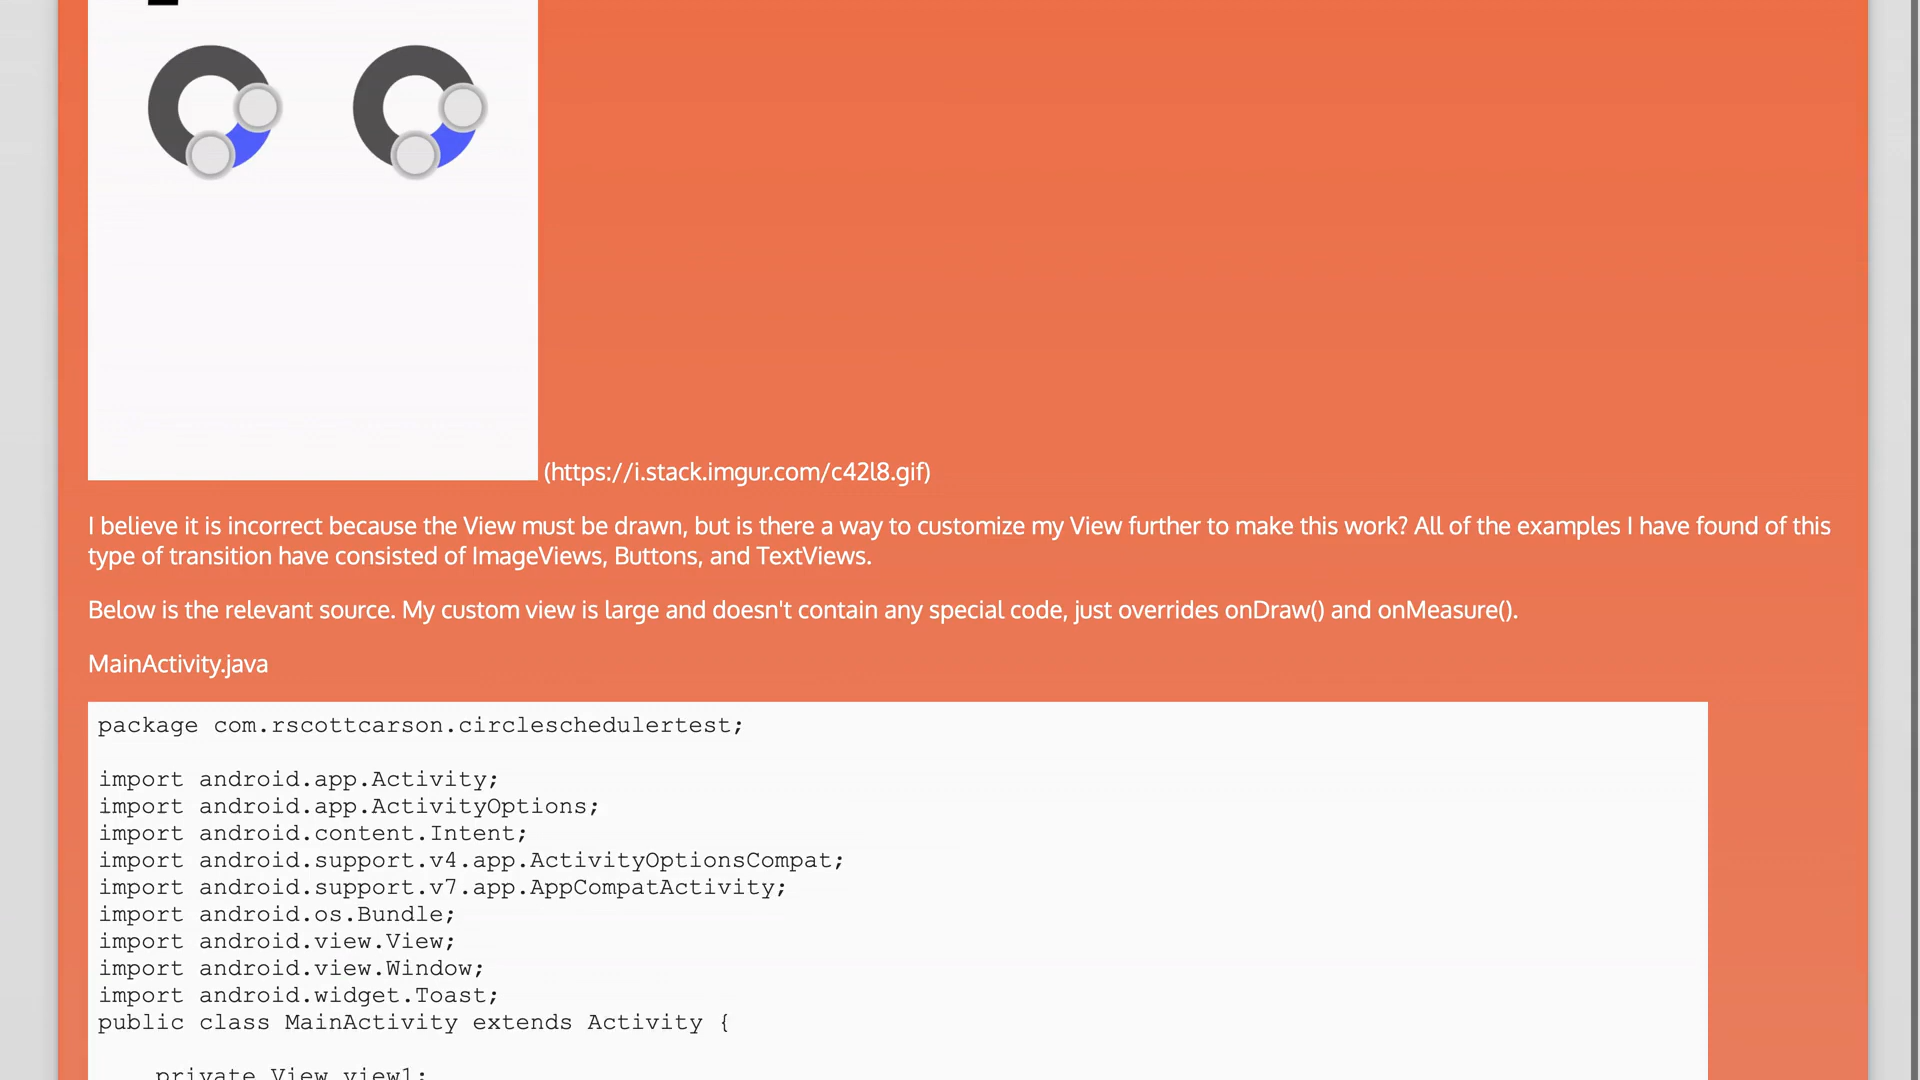 (https://i.stack.imgur.com/c42l8.gif)
I believe it is incorrect because the View must be drawn, but is there a way to customize my View further to make this work? All of the examples I have found of this
type of transition have consisted of ImageViews, Buttons, and TextViews.
Below is the relevant source. My custom view is large and doesn't contain any special code, just overrides onDraw() and onMeasure().
MainActivity.java
package com.rscottcarson.circleschedulertest;
import android.app.Activity;
import android.app.ActivityOptions;
import android.content.Intent;
import android.support.v4.app.ActivityOptionsCompat;
import android.support.v7.app.AppCompatActivity;
import android.os.Bundle;
import android.view.View;
import android.view.Window;
import android.widget.Toast;
public class MainActivity extends Activity {
private View view1;